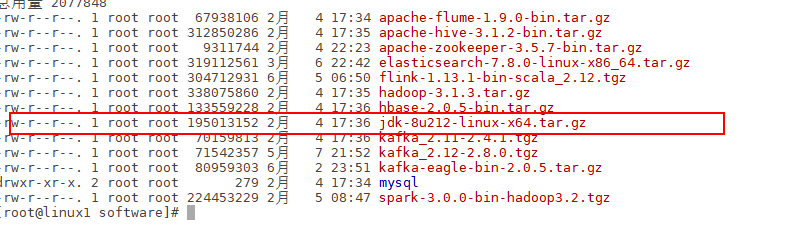 总用量 2077848
-rw-r--r--. 1 root root  67938106 2月   4 17:34 apache-flume-1.9.0-bin.tar.gz
-rw-r--r--. 1 root root 312850286 2月   4 17:35 apache-hive-3.1.2-bin.tar.gz
-rw-r--r--. 1 root root   9311744 2月   4 22:23 apache-zookeeper-3.5.7-bin.tar.gz
-rw-r--r--. 1 root root 319112561 3月   6 22:42 elasticsearch-7.8.0-linux-x86_64.tar.gz
-rw-r--r--. 1 root root 304712931 6月   5 06:50 flink-1.13.1-bin-scala_2.12.tgz
-rw-r--r--. 1 root root 338075860 2月   4 17:35 hadoop-3.1.3.tar.gz
-rw-r--r--. 1 root root 133559228 2月   4 17:36 hbase-2.0.5-bin.tar.gz
-rw-r--r--. 1 root root 195013152 2月   4 17:36 jdk-8u212-linux-x64.tar.gz
-rw-r--r--. 1 root root  70159813 2月   4 17:36 kafka_2.11-2.4.1.tgz
-rw-r--r--. 1 root root  71542357 5月   7 21:52 kafka_2.12-2.8.0.tgz
-rw-r--r--. 1 root root  80959303 6月   2 23:51 kafka-eagle-bin-2.0.5.tar.gz
drwxr-xr-x. 2 root root       279 2月   4 17:34 mysql
-rw-r--r--. 1 root root 224453229 2月   5 08:47 spark-3.0.0-bin-hadoop3.2.tgz
[root@linux1 software]#